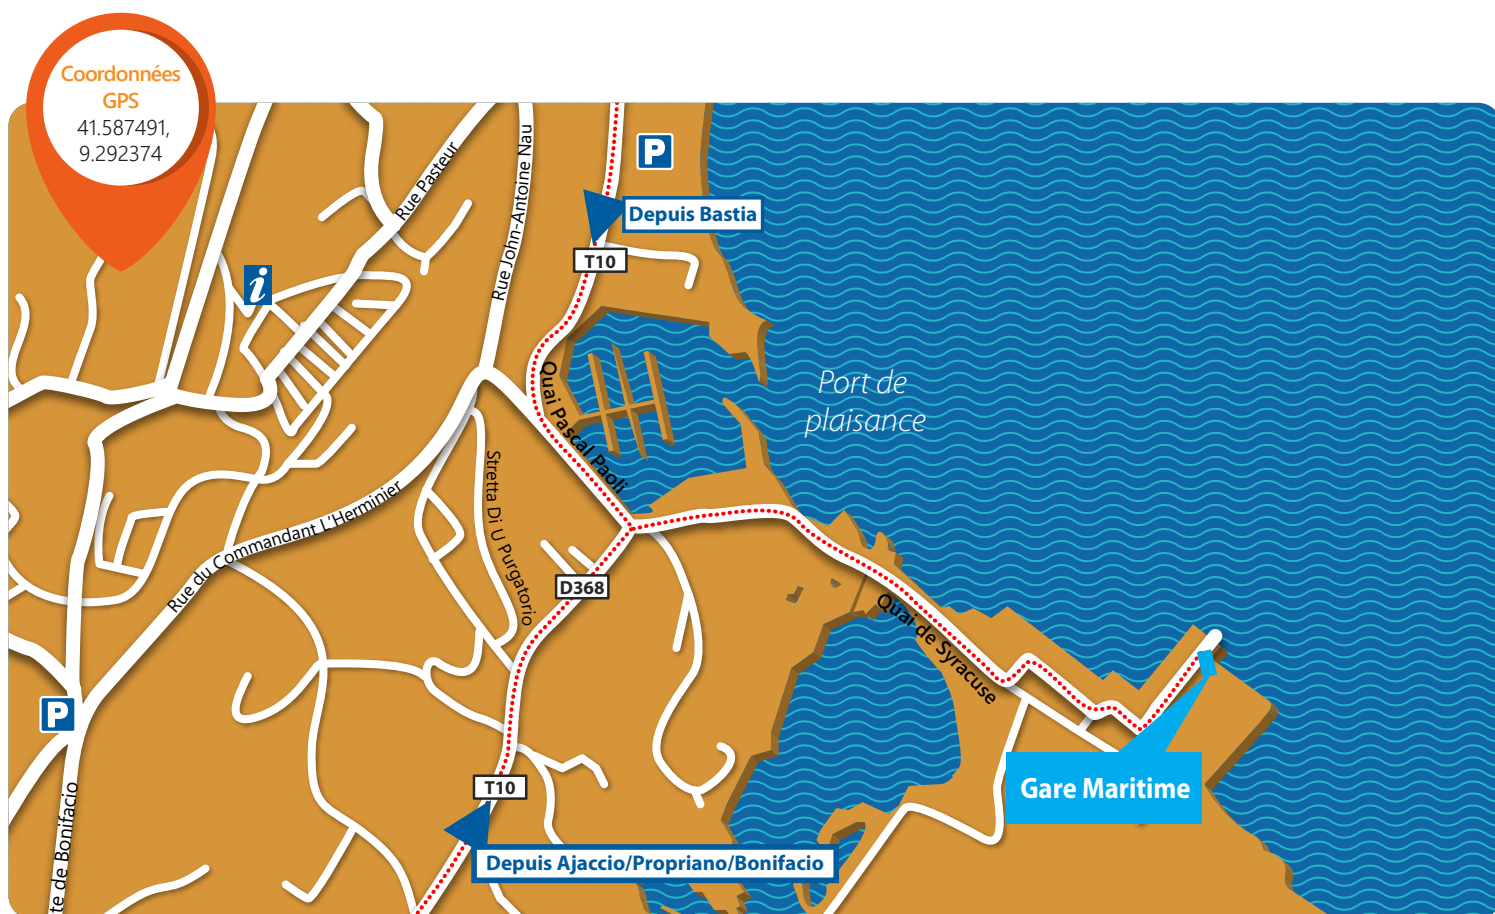 Coordonnées
GPS
41.587491,
9.292374
Rue Pasteur
Rue John-Antoine Nau
P
Depuis Bastia
T10
i
Quai Pascal Paoli
Port de
plaisance
Stretta Di U Purgatorio
Rue du Commandant L'Herminier
D368
Quai de Syracuse
P
Gare Maritime
T10
Depuis Ajaccio/Propriano/Bonifacio
te de Bonifacio